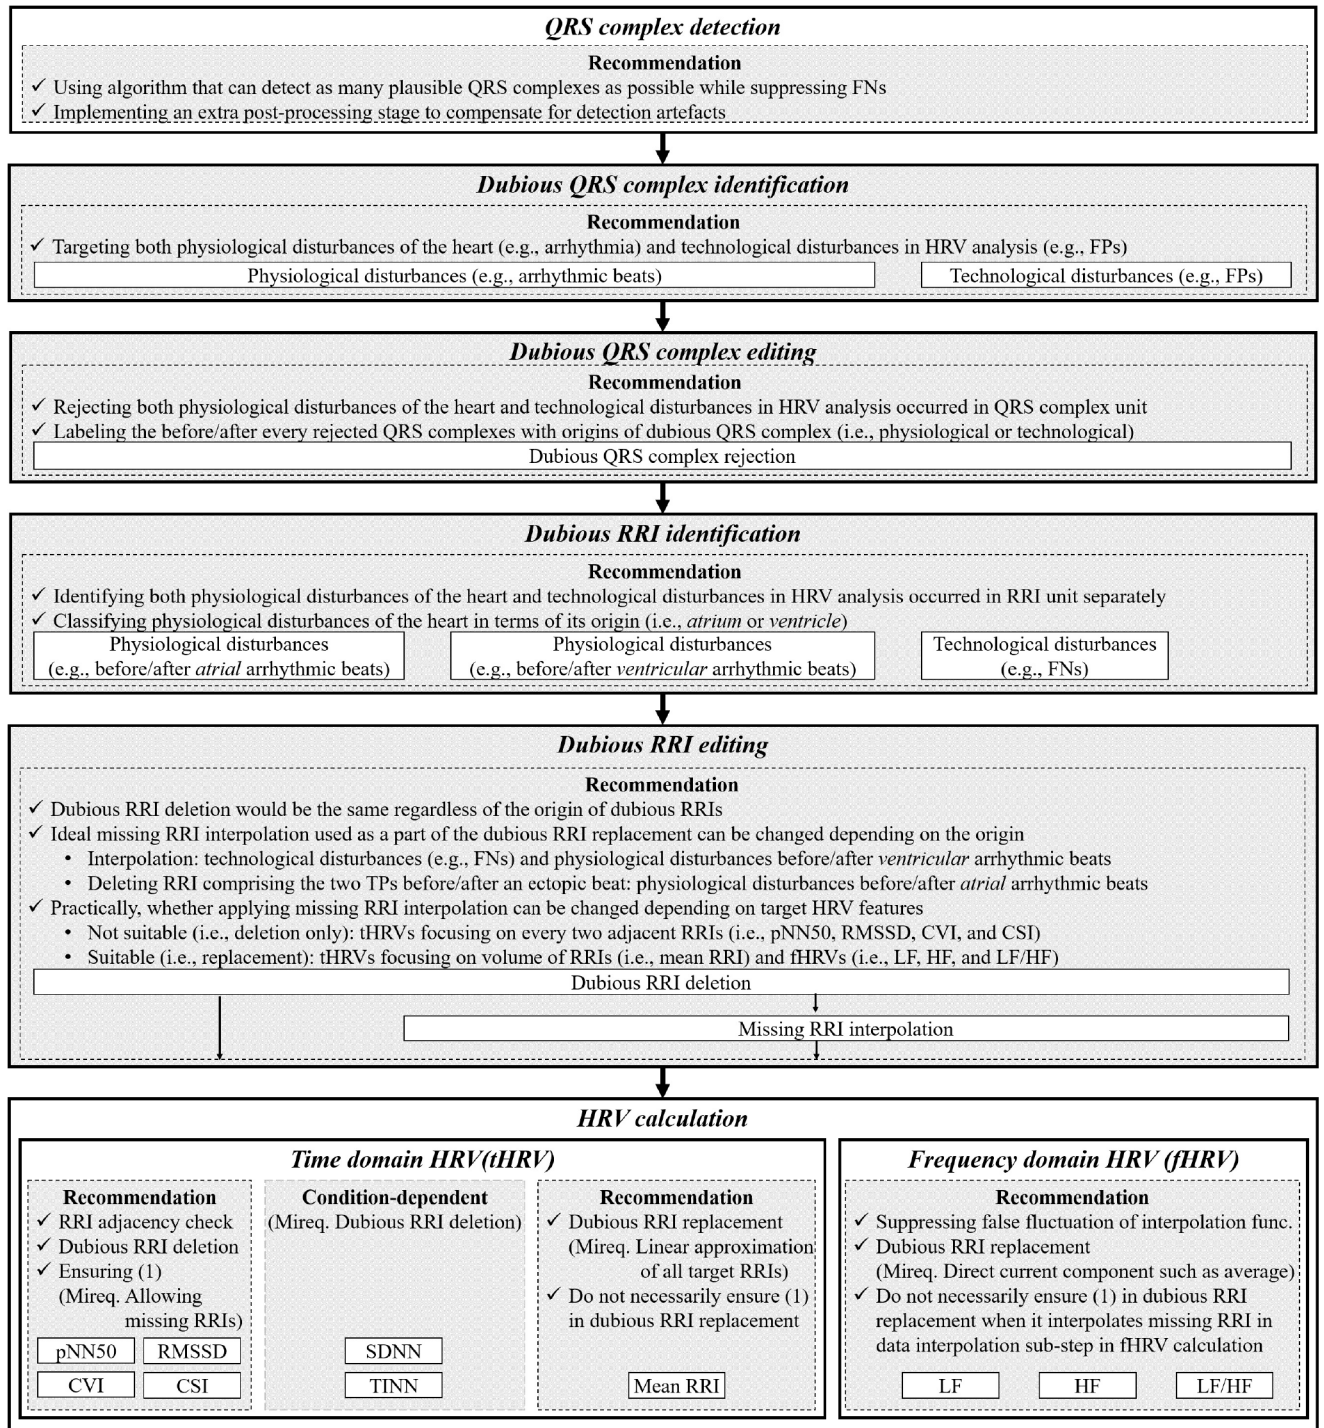 QRS complex detection
Recommendation
✓ Using algorithm that can detect as many plausible QRS complexes as possible while suppressing FNs
✓ Implementing an extra post-processing stage to compensate for detection artefacts
Dubious QRS complex identification
Recommendation
✓ Targeting both physiological disturbances of the heart (e.g., arrhythmia) and technological disturbances in HRV analysis (e.g., FPs)
Physiological disturbances (e.g., arrhythmic beats)
Technological disturbances (e.g., FPs)
Dubious QRS complex editing
Recommendation
✓ Rejecting both physiological disturbances of the heart and technological disturbances in HRV analysis occurred in QRS complex unit
✓ Labeling the before/after every rejected QRS complexes with origins of dubious QRS complex (i.e., physiological or technological)
Dubious QRS complex rejection
Dubious RRI identification
Recommendation
✓ Identifying both physiological disturbances of the heart and technological disturbances in HRV analysis occurred in RRI unit separately
✓ Classifying physiological disturbances of the heart in terms of its origin (i.e., atrium or ventricle)
Physiological disturbances
(e.g., before/after atrial arrhythmic beats)
Physiological disturbances
(e.g., before/after ventricular arrhythmic beats)
Technological disturbances
(e.g., FNs)
Dubious RRI editing
Recommendation
✓ Dubious RRI deletion would be the same regardless of the origin of dubious RRIs
✓ Ideal missing RRI interpolation used as a part of the dubious RRI replacement can be changed depending on the origin
• Interpolation: technological disturbances (e.g., FNs) and physiological disturbances before/after ventricular arrhythmic beats
• Deleting RRI comprising the two TPs before/after an ectopic beat: physiological disturbances before/after atrial arrhythmic beats
✓ Practically, whether applying missing RRI interpolation can be changed depending on target HRV features
• Not suitable (i.e., deletion only): tHRVs focusing on every two adjacent RRIs (i.e., pNN50, RMSSD, CVI, and CSI)
• Suitable (i.e., replacement): tHRVs focusing on volume of RRIs (i.e., mean RRI) and fHRVs (i.e., LF, HF, and LF/HF)
Dubious RRI deletion
Missing RRI interpolation
HRV calculation
Time domain HRV(tHRV)
Recommendation
✓ RRI adjacency check
✓ Dubious RRI deletion
✓ Ensuring (1)
(Mireq. Allowing
missing RRIs)
pNN50
RMSSD
CVI
CSI
Condition-dependent
(Mireq. Dubious RRI deletion)
SDNN
TINN
Recommendation
✓ Dubious RRI replacement
(Mireq. Linear approximation
of all target RRIs)
✓ Do not necessarily ensure (1)
in dubious RRI replacement
Mean RRI
Frequency domain HRV (fHRV)
Recommendation
✓ Suppressing false fluctuation of interpolation func.
✓ Dubious RRI replacement
(Mireq. Direct current component such as average)
✓ Do not necessarily ensure (1) in dubious RRI
replacement when it interpolates missing RRI in
data interpolation sub-step in fHRV calculation
LF
HF
LF/HF